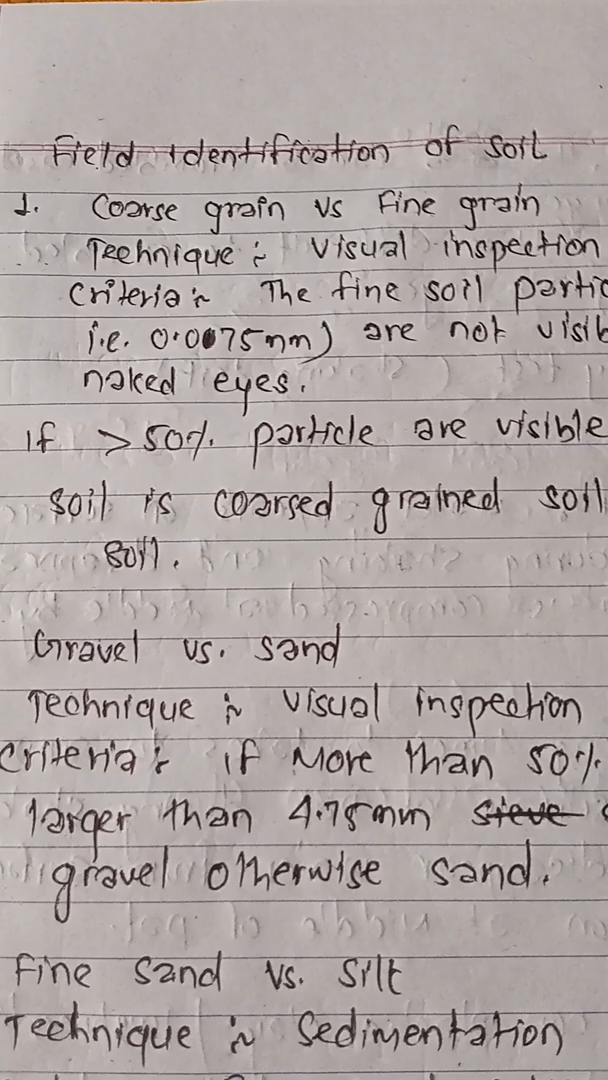 Field identification of soil
1. Coarse grain vs fine grain
Technique :- visual inspection
Criteria :- The fine soil partic
i.e. 0.0075mm) are not visib
naked eyes.
if > 50% particle are visible
soil is coarsed grained soil
soil.
Gravel vs. sand
Technique :- visual inspection
Criteria :- if More than 50%
larger than 4.75mm sieve
gravel otherwise sand.
Fine sand vs. silt
Technique :- Sedimentation